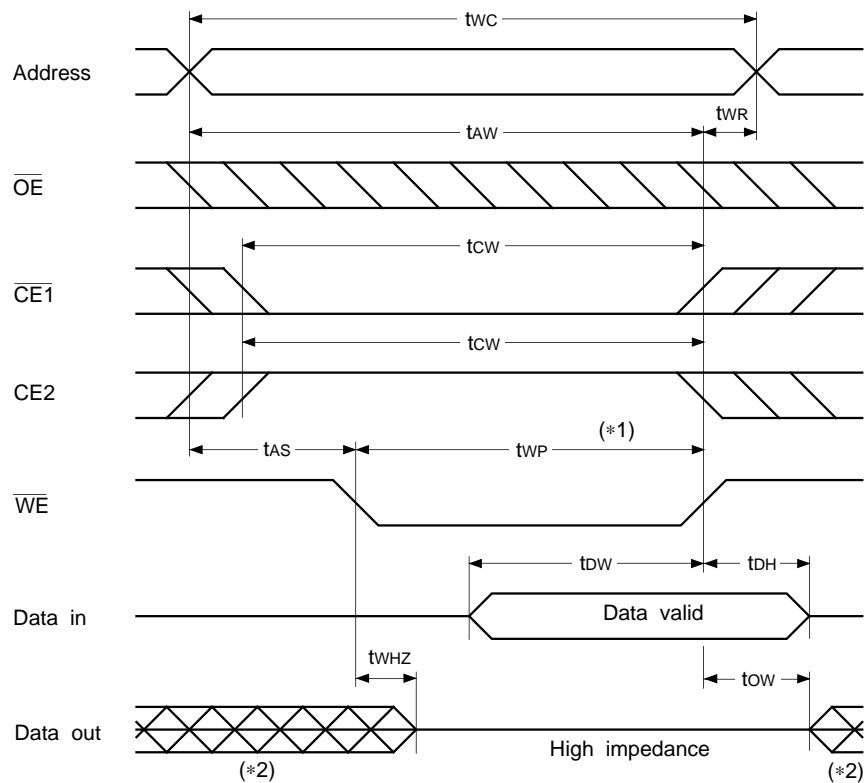 tWC
Address
tWR
tAW
OE
tCW
CE1
tCW
CE2
tAS
tWP
(*1)
WE
tDW
tDH
Data in
Data valid
tWHZ
tOW
Data out
High impedance
(*2)
(*2)